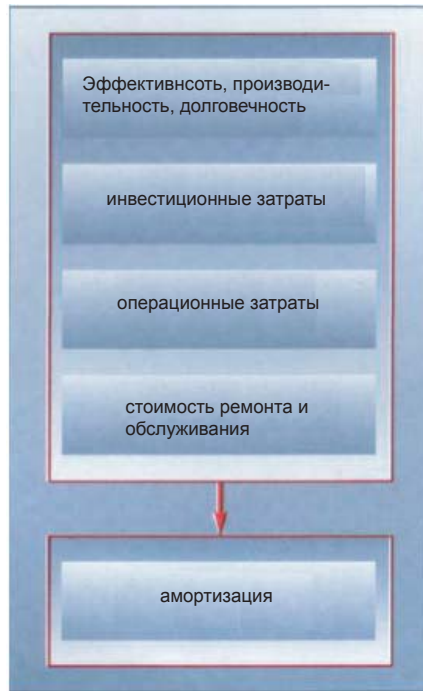 Эффективнсоть, производи-
тельность, долговечность
инвестиционные затраты
операционные затраты
стоимость ремонта и
обслуживания
амортизация